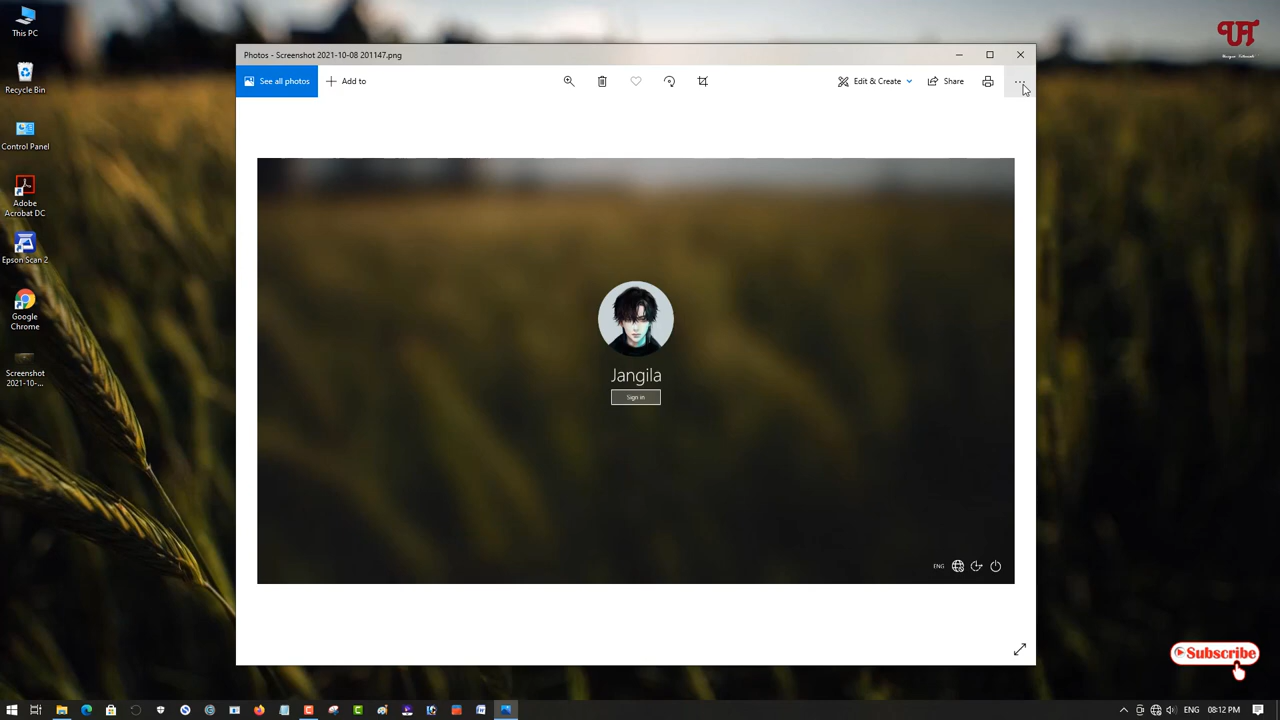 This PC
Recycle Bin
Control Panel
Adobe
Acrobat DC
Epson Scan 2
Google
Chrome
Screenshot
2021-10-...
Photos - Screenshot 2021-10-08 201147.png
See all photos
Add to
Edit & Create
Share
Jangila
Sign in
ENG
UT
Subscribe
ENG
08:12 PM